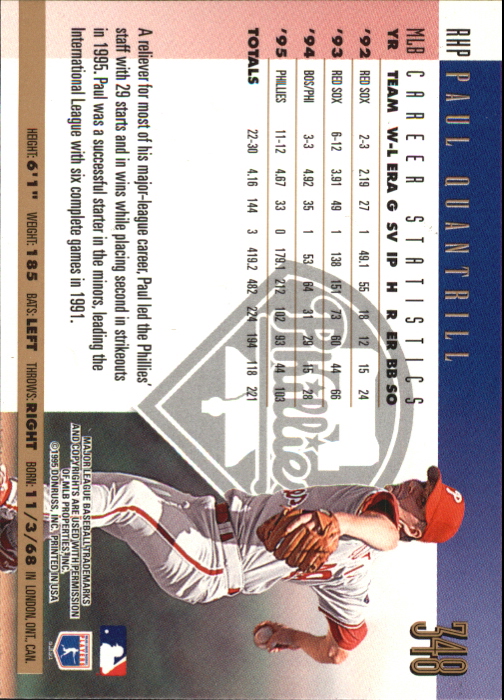 RHP PAUL QUANTRILL
348
MLB CAREER STATISTICS
YR TEAM W-L ERA G SV IP H R ER BB SO
'92 RED SOX 2-3 2.19 27 1 49.1 55 18 12 15 24
'93 RED SOX 6-12 3.91 49 1 138 151 73 60 44 66
'94 BOS/PHI 3-3 4.92 35 1 53 64 31 29 15 28
'95 PHILLIES 11-12 4.67 33 0 179.1 212 102 93 44 103
TOTALS 22-30 4.16 144 3 419.2 482 224 194 118 221
A reliever for most of his major-league career, Paul led the Phillies'
staff with 29 starts and in wins while placing second in strikeouts
in 1995. Paul was a successful starter in the minors, leading the
International League with six complete games in 1991.
Phillies
MAJOR LEAGUE BASEBALL TRADEMARKS
AND COPYRIGHTS ARE USED WITH PERMISSION
OF MLB PROPERTIES, INC.
©1995 DONRUSS, INC. PRINTED IN USA
HEIGHT: 6'1" WEIGHT: 185 BATS: LEFT THROWS: RIGHT BORN: 11/3/68 IN LONDON, ONT., CAN.